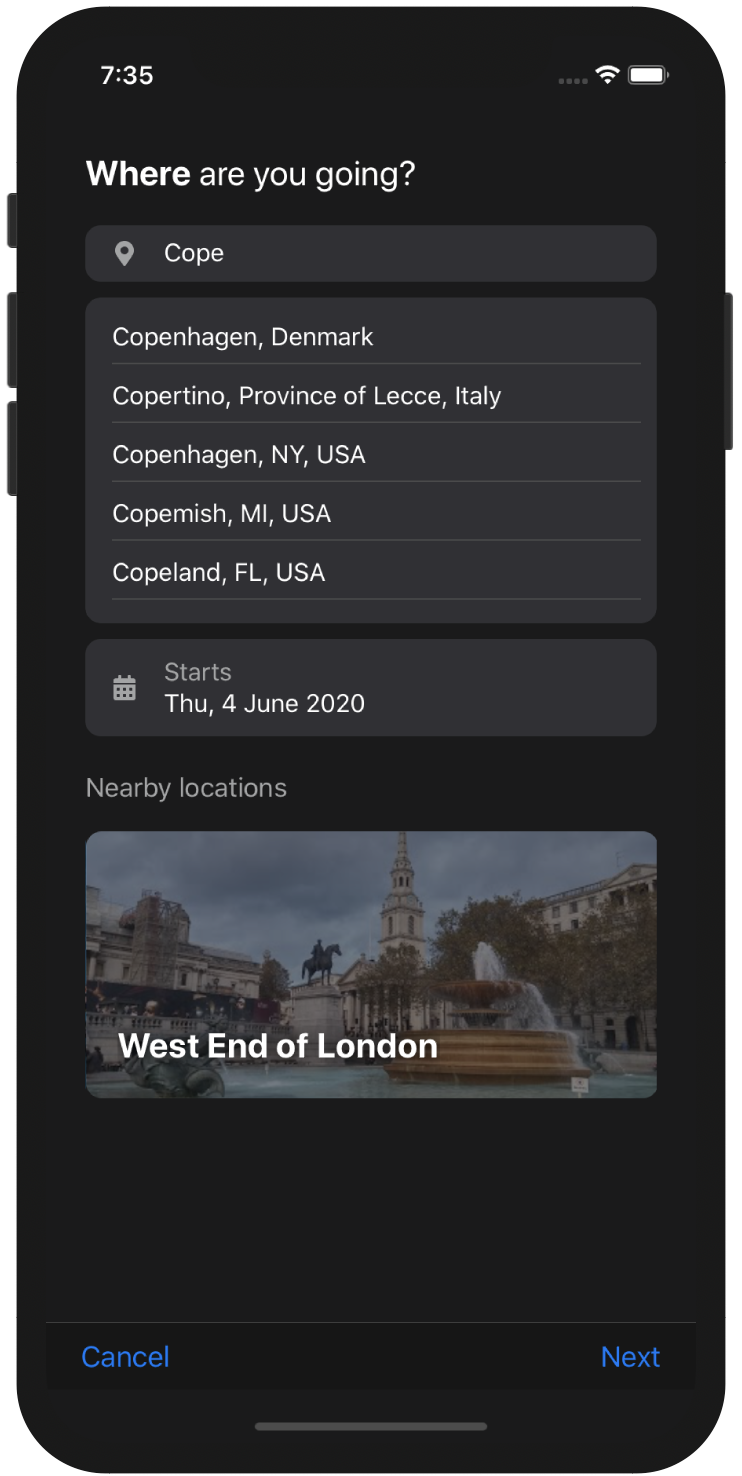 7:35
Where are you going?
Cope
Copenhagen, Denmark
Copertino, Province of Lecce, Italy
Copenhagen, NY, USA
Copemish, MI, USA
Copeland, FL, USA
Starts
Thu, 4 June 2020
Nearby locations
West End of London
Cancel
Next